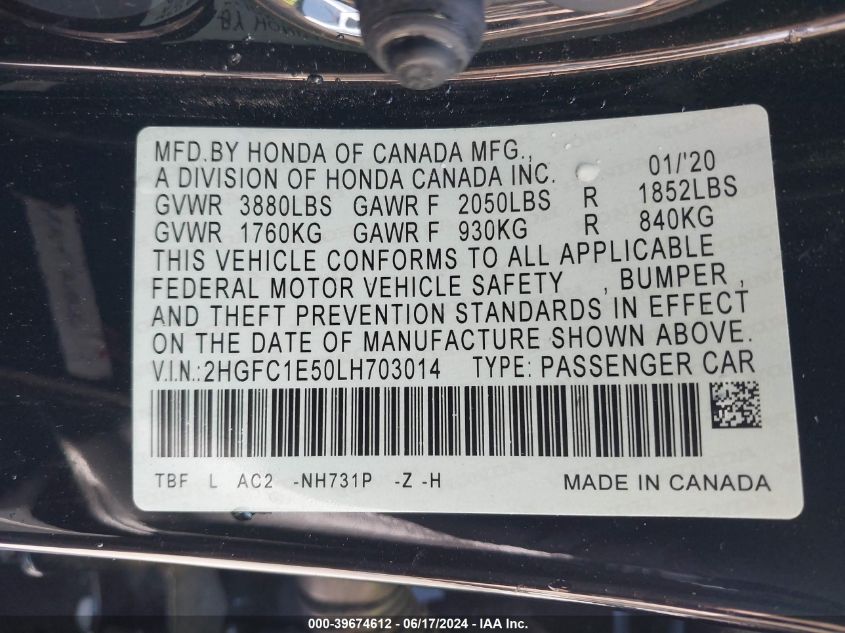 MFD.BY HONDA OF CANADA MFG.,
A DIVISION OF HONDA CANADA INC. 01/'20
GVWR 3880LBS GAWR F 2050LBS R 1852LBS
GVWR 1760KG GAWR F 930KG R 840KG
THIS VEHICLE CONFORMS TO ALL APPLICABLE
FEDERAL MOTOR VEHICLE SAFETY , BUMPER ,
AND THEFT PREVENTION STANDARDS IN EFFECT
ON THE DATE OF MANUFACTURE SHOWN ABOVE.
V.I.N.:2HGFC1E50LH703014 TYPE: PASSENGER CAR
TBF L AC2 -NH731P -Z -H MADE IN CANADA
000-39674612 - 06/17/2024 - IAA Inc.